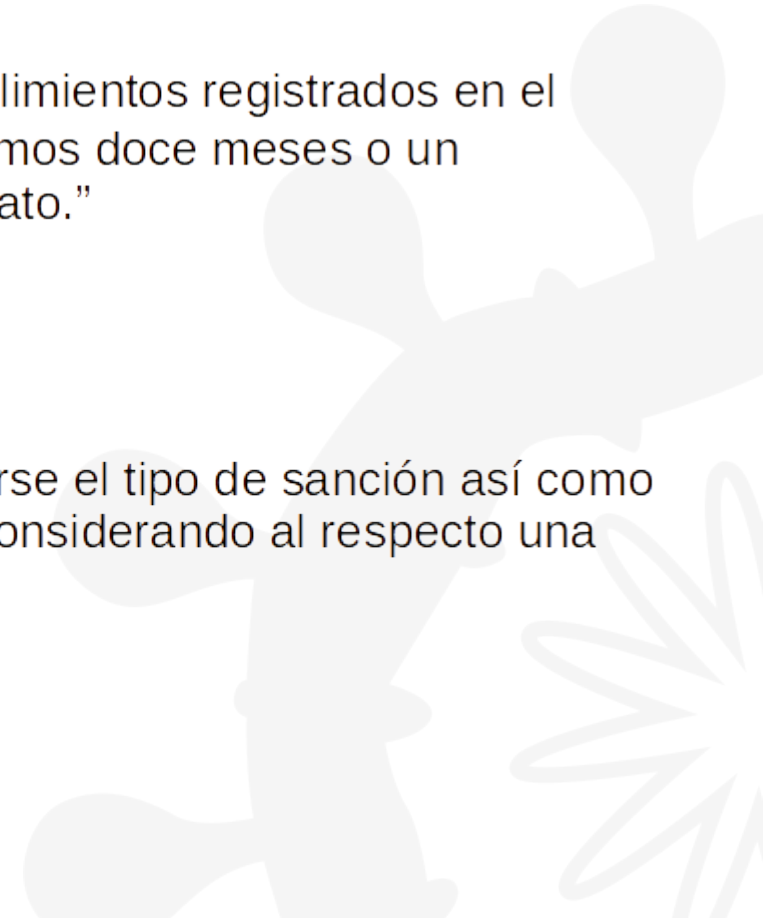 limientos registrados en el
mos doce meses o un
ato.”
rse el tipo de sanción así como
onsiderando al respecto una